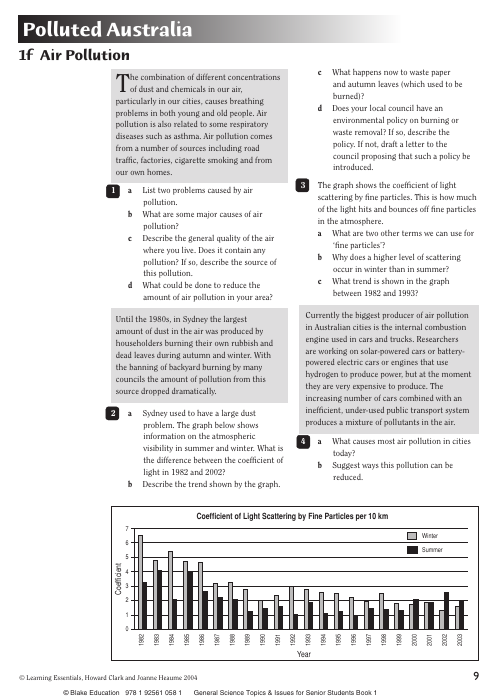 Polluted Australia
1f Air Pollution
The combination of different concentrations
of dust and chemicals in our air,
particularly in our cities, causes breathing
problems in both young and old people. Air
pollution is also related to some respiratory
diseases such as asthma. Air pollution comes
from a number of sources including road
traffic, factories, cigarette smoking and from
our own homes.
1 a List two problems caused by air
pollution.
b What are some major causes of air
pollution?
c Describe the general quality of the air
where you live. Does it contain any
pollution? If so, describe the source of
this pollution.
d What could be done to reduce the
amount of air pollution in your area?
Until the 1980s, in Sydney the largest
amount of dust in the air was produced by
householders burning their own rubbish and
dead leaves during autumn and winter. With
the banning of backyard burning by many
councils the amount of pollution from this
source dropped dramatically.
2 a Sydney used to have a large dust
problem. The graph below shows
information on the atmospheric
visibility in summer and winter. What is
the difference between the coefficient of
light in 1982 and 2002?
b Describe the trend shown by the graph.
c What happens now to waste paper
and autumn leaves (which used to be
burned)?
d Does your local council have an
environmental policy on burning or
waste removal? If so, describe the
policy. If not, draft a letter to the
council proposing that such a policy be
introduced.
3 The graph shows the coefficient of light
scattering by fine particles. This is how much
of the light hits and bounces off fine particles
in the atmosphere.
a What are two other terms we can use for
‘fine particles’?
b Why does a higher level of scattering
occur in winter than in summer?
c What trend is shown in the graph
between 1982 and 1993?
Currently the biggest producer of air pollution
in Australian cities is the internal combustion
engine used in cars and trucks. Researchers
are working on solar-powered cars or battery-
powered electric cars or engines that use
hydrogen to produce power, but at the moment
they are very expensive to produce. The
increasing number of cars combined with an
inefficient, under-used public transport system
produces a mixture of pollutants in the air.
4 a What causes most air pollution in cities
today?
b Suggest ways this pollution can be
reduced.
Coefficient of Light Scattering by Fine Particles per 10 km
Coefficient
7
6
5
4
3
2
1
0
Winter
Summer
1982 1983 1984 1985 1986 1987 1988 1989 1990 1991 1992 1993 1994 1995 1996 1997 1998 1999 2000 2001 2002 2003
Year
© Learning Essentials, Howard Clark and Joanne Heaume 2004
9
© Blake Education 978 1 92561 058 1 General Science Topics & Issues for Senior Students Book 1